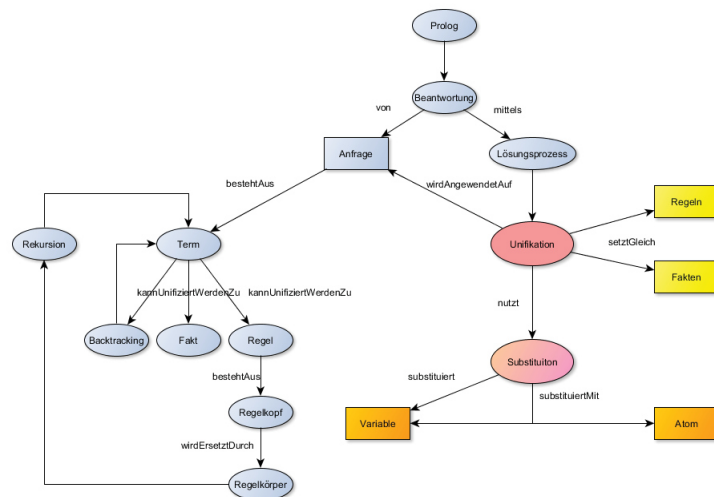 Prolog
Beantwortung
von
mittels
Anfrage
Lösungsprozess
bestehtAus
wirdAngewendetAuf
Regeln
Rekursion
Term
Unifikation
setztGleich
Fakten
kannUnifiziertWerdenZu
kannUnifiziertWerdenZu
nutzt
Backtracking
Fakt
Regel
Substituiton
bestehtAus
substituiert
substituiertMit
Regelkopf
Variable
Atom
wirdErsetztDurch
Regelkörper